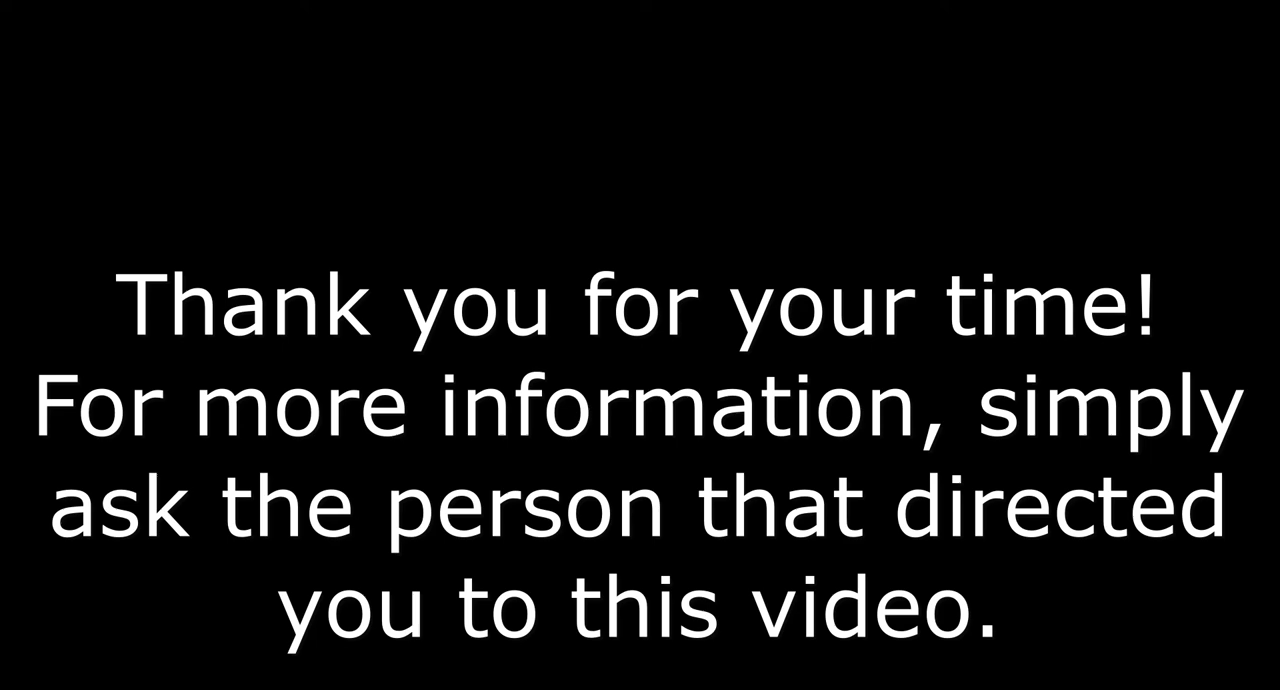 Thank you for your time!
For more information, simply
ask the person that directed
you to this video.